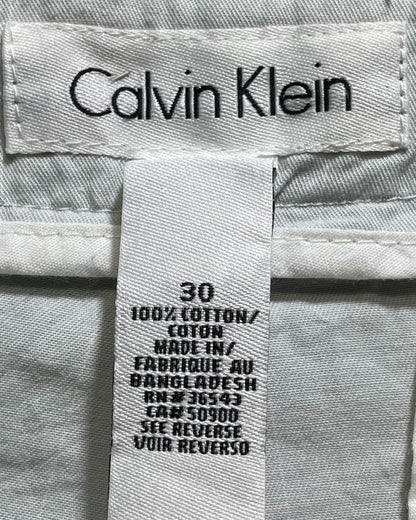 Calvin Klein
30
100% COTTON/
COTON
MADE IN/
FABRIQUE AU
BANGLADESH
RN# 36543
CA# 50900
SEE REVERSE
VOIR REVERSO